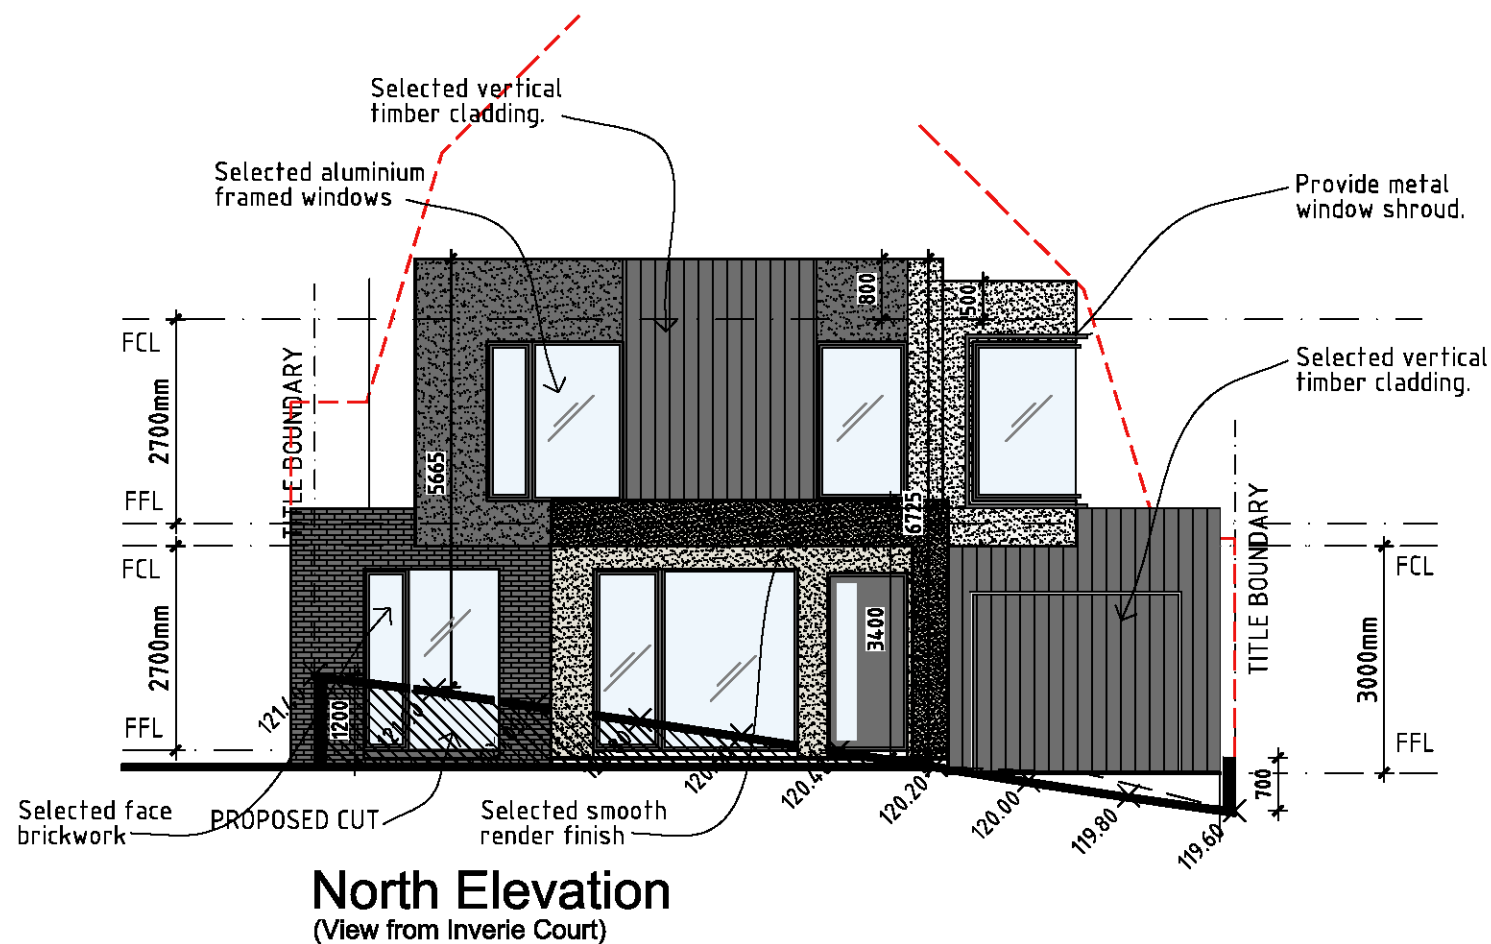 Selected vertical
timber cladding.
Selected aluminium
framed windows
Provide metal
window shroud.
Selected vertical
timber cladding.
FCL
2700mm
FFL
TITLE BOUNDARY
800
500
5665
6725
FCL
2700mm
FFL
1200
3400
FCL
3000mm
FFL
TITLE BOUNDARY
700
120.20
120.00
119.80
119.60
Selected face
brickwork
PROPOSED CUT
Selected smooth
render finish
North Elevation
(View from Inverie Court)